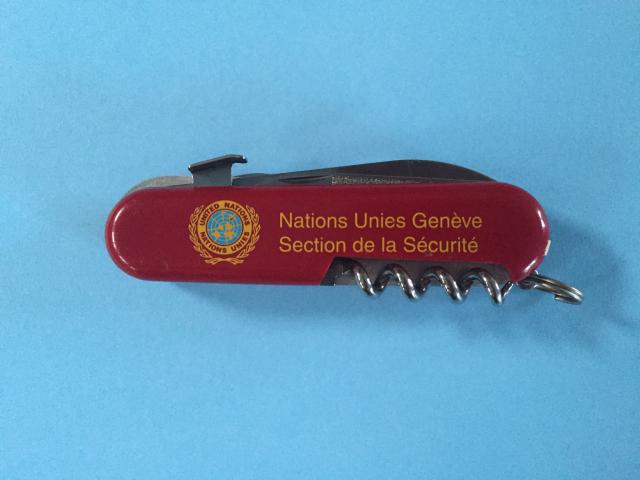 UNITED NATIONS
NATIONS UNIES
Nations Unies Genève
Section de la Sécurité